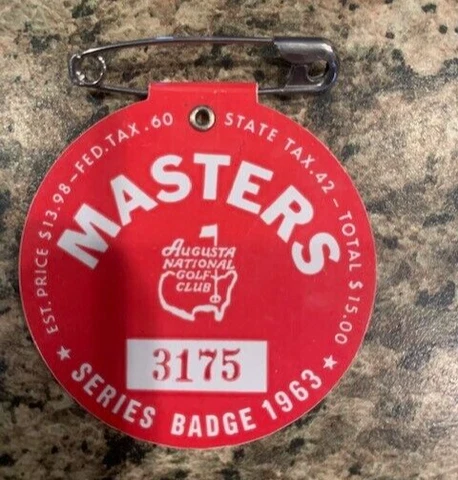 EST. PRICE $13.98-FED.TAX.60 STATE TAX.42-TOTAL $15.00
MASTERS
AUGUSTA
NATIONAL
GOLF
CLUB
3175
★ SERIES BADGE 1963 ★